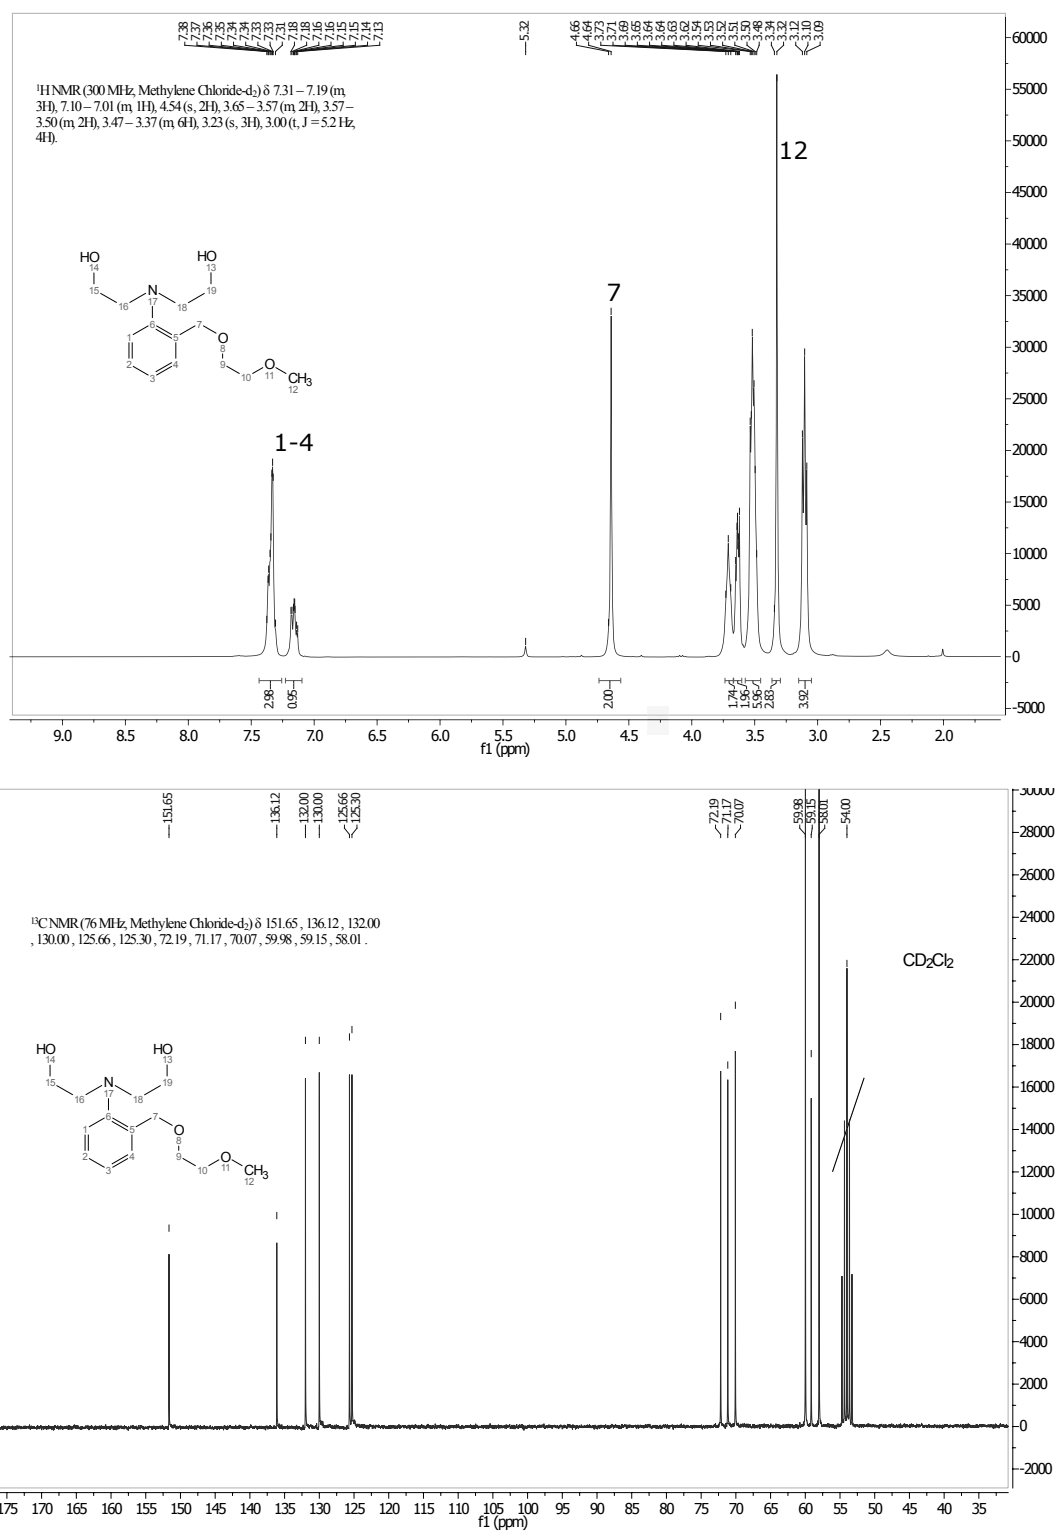 7.38 7.37 7.36 7.35 7.34 7.34 7.33 7.33 7.31 7.18 7.18 7.16 7.16 7.15 7.15 7.14 7.13 5.32 4.66 4.64 3.73 3.71 3.69 3.65 3.64 3.64 3.63 3.62 3.54 3.53 3.52 3.51 3.50 3.48 3.34 3.32 3.12 3.10 3.09
¹H NMR (300 MHz, Methylene Chloride-d₂) δ 7.31 – 7.19 (m,
3H), 7.10 – 7.01 (m, 1H), 4.54 (s, 2H), 3.65 – 3.57 (m, 2H), 3.57 –
3.50 (m, 2H), 3.47 – 3.37 (m, 6H), 3.23 (s, 3H), 3.00 (t, J = 5.2 Hz,
4H).
12
HO HO
14 13
15 16 N 17 18 19
6 7
1 5 O
8
2 4 9 O
3 10 11 CH₃
12
7
1-4
60000
55000
50000
45000
40000
35000
30000
25000
20000
15000
10000
5000
0
-5000
2.98 0.95 2.00 1.74 1.96 5.96 2.83 3.92
9.0 8.5 8.0 7.5 7.0 6.5 6.0 5.5 5.0 4.5 4.0 3.5 3.0 2.5 2.0
f1 (ppm)
151.65 136.12 132.00 130.00 125.66 125.30 72.19 71.17 70.07 59.98 59.15 58.01 54.00
¹³C NMR (76 MHz, Methylene Chloride-d₂) δ 151.65 , 136.12 , 132.00
, 130.00 , 125.66 , 125.30 , 72.19 , 71.17 , 70.07 , 59.98 , 59.15 , 58.01 .
CD₂Cl₂
HO HO
14 13
15 16 N 17 18 19
6 7
1 5 O
8
2 4 9 O
3 10 11 CH₃
12
30000
28000
26000
24000
22000
20000
18000
16000
14000
12000
10000
8000
6000
4000
2000
0
-2000
175 170 165 160 155 150 145 140 135 130 125 120 115 110 105 100 95 90 85 80 75 70 65 60 55 50 45 40 35
f1 (ppm)